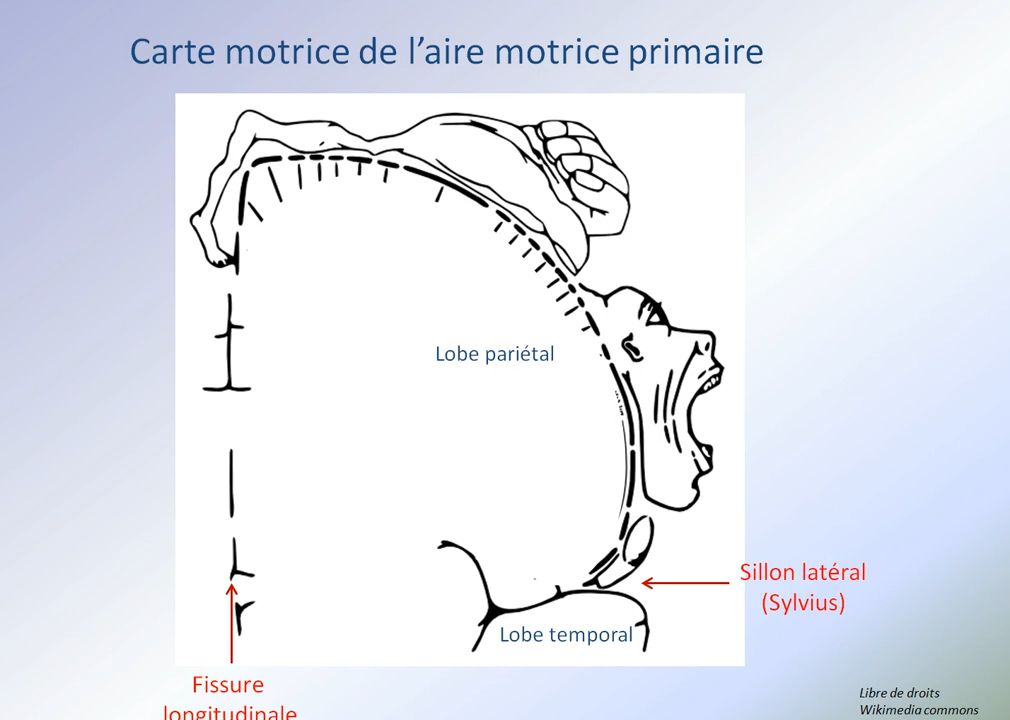 Carte motrice de l’aire motrice primaire
Lobe pariétal
Sillon latéral
(Sylvius)
Lobe temporal
Fissure
longitudinale
Libre de droits
Wikimedia commons